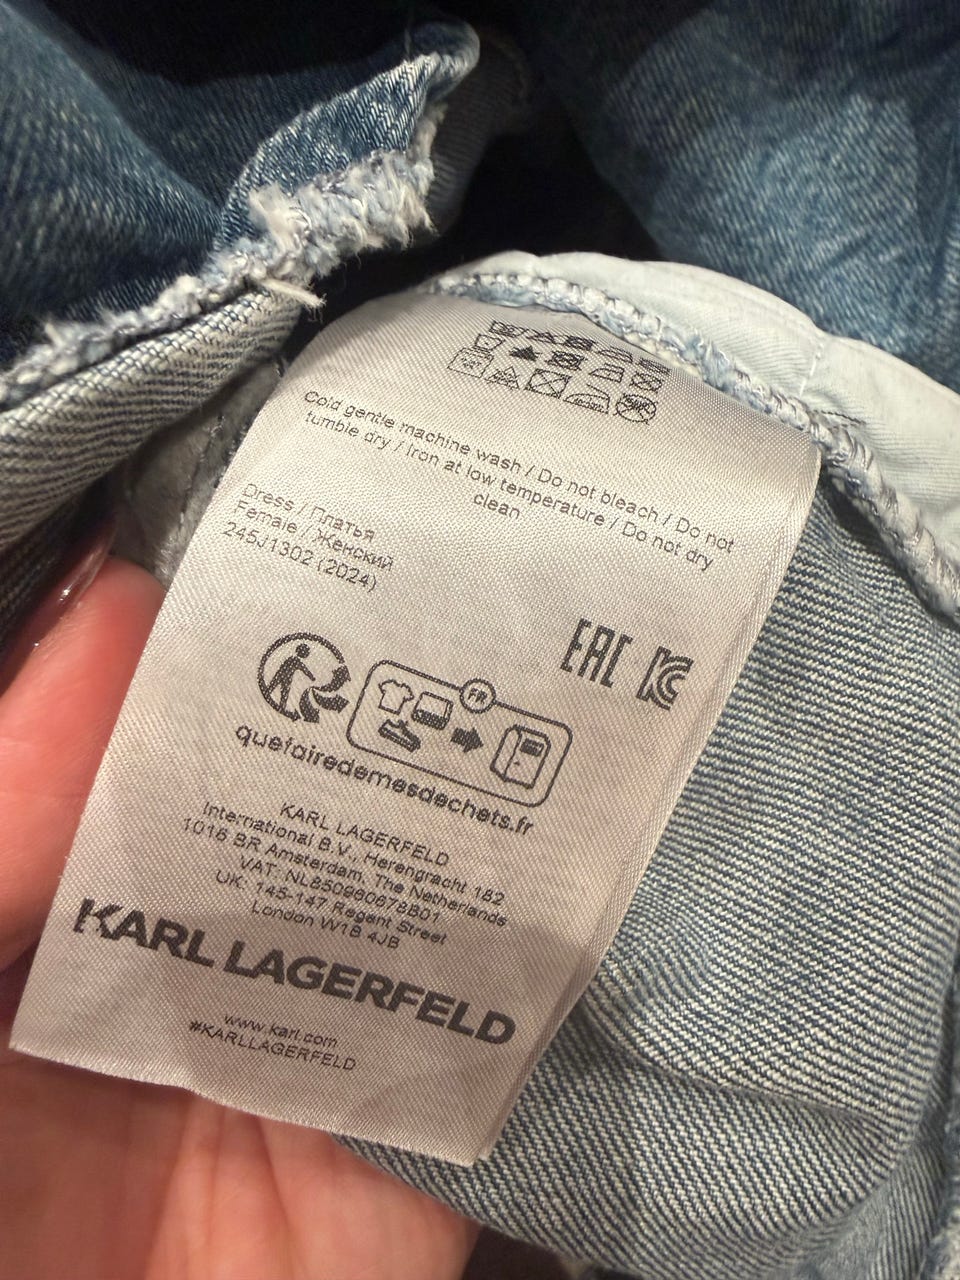 Cold gentle machine wash / Do not bleach / Do not
tumble dry / Iron at low temperature / Do not dry
clean
Dress / Платья
Female / Женский
245J1302 (2024)
EAC
FR
quefairedemesdechets.fr
KARL LAGERFELD
International B.V., Herengracht 182
1016 BR Amsterdam, The Netherlands
VAT: NL850960678B01
UK: 145-147 Regent Street
London W1B 4JB
KARL LAGERFELD
www.karl.com
#KARLLAGERFELD